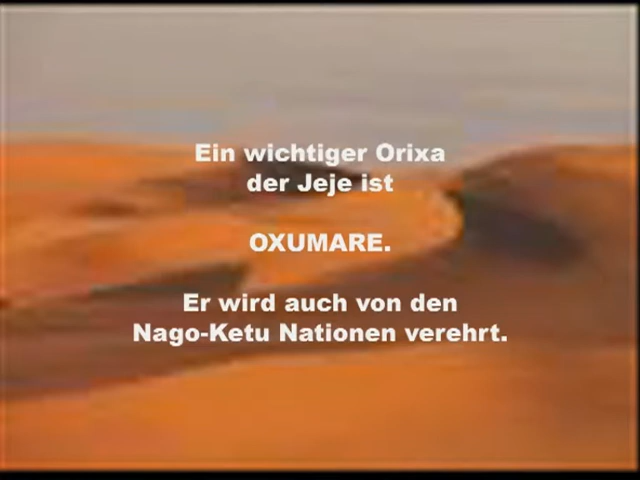 Ein wichtiger Orixa
der Jeje ist
OXUMARE.
Er wird auch von den
Nago-Ketu Nationen verehrt.